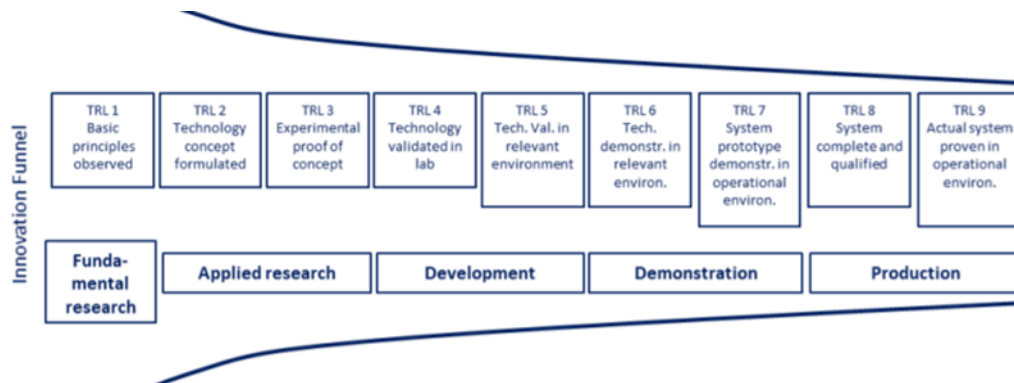 Innovation Funnel
TRL 1
Basic
principles
observed
TRL 2
Technology
concept
formulated
TRL 3
Experimental
proof of
concept
TRL 4
Technology
validated in
lab
TRL 5
Tech. Val. in
relevant
environment
TRL 6
Tech.
demonstr. in
relevant
environ.
TRL 7
System
prototype
demonstr. in
operational
environ.
TRL 8
System
complete and
qualified
TRL 9
Actual system
proven in
operational
environ.
Funda-
mental
research
Applied research
Development
Demonstration
Production